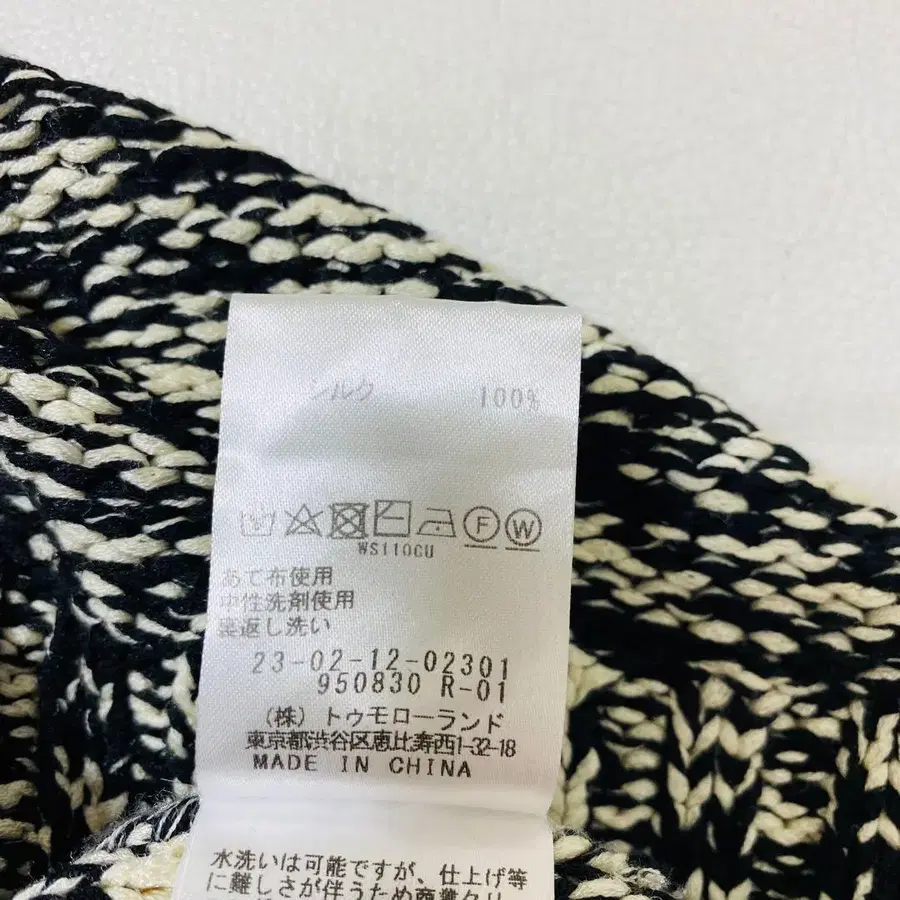 シルク 100%
F W
WS110CU
あて布使用
中性洗剤使用
裏返し洗い
23-02-12-02301
950830 R-01
(株)トゥモローランド
東京都渋谷区恵比寿西1-32-18
MADE IN CHINA
水洗いは可能ですが、仕上げ等
に難しさが伴うため商業クリ